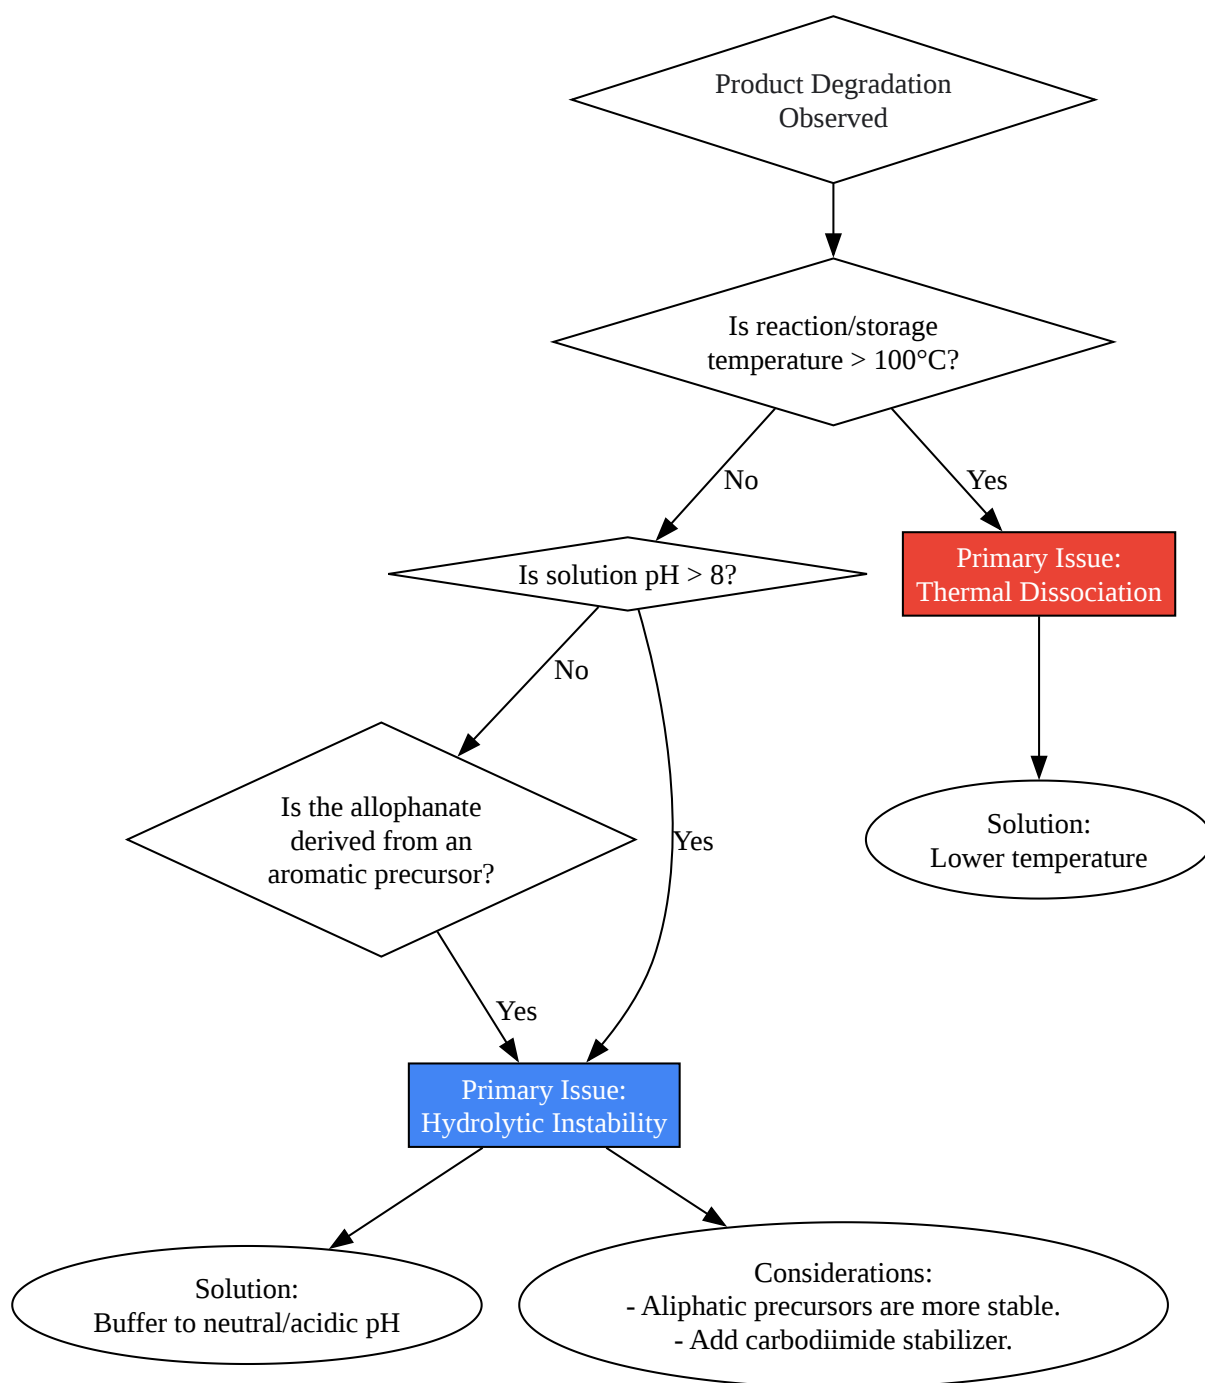 Product Degradation
Observed
Is reaction/storage
temperature > 100°C?
No
Yes
Is solution pH > 8?
Primary Issue:
Thermal Dissociation
No
Yes
Is the allophanate
derived from an
aromatic precursor?
Solution:
Lower temperature
Yes
Primary Issue:
Hydrolytic Instability
Solution:
Buffer to neutral/acidic pH
Considerations:
- Aliphatic precursors are more stable.
- Add carbodiimide stabilizer.